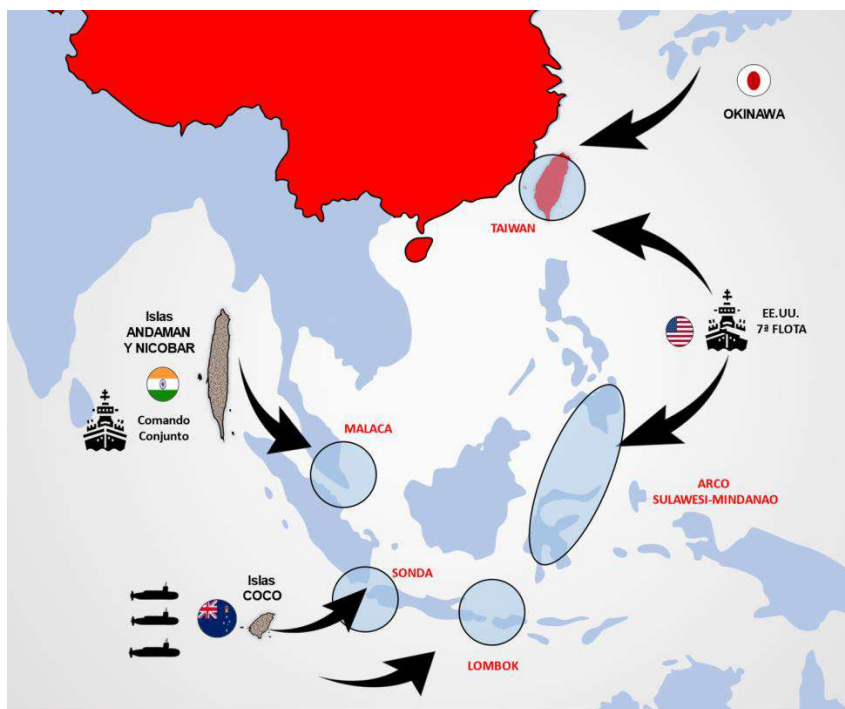 OKINAWA
TAIWAN
EE.UU.
7ª FLOTA
Islas
ANDAMAN
Y NICOBAR
Comando
Conjunto
MALACA
ARCO
SULAWESI-MINDANAO
SONDA
Islas
COCO
LOMBOK